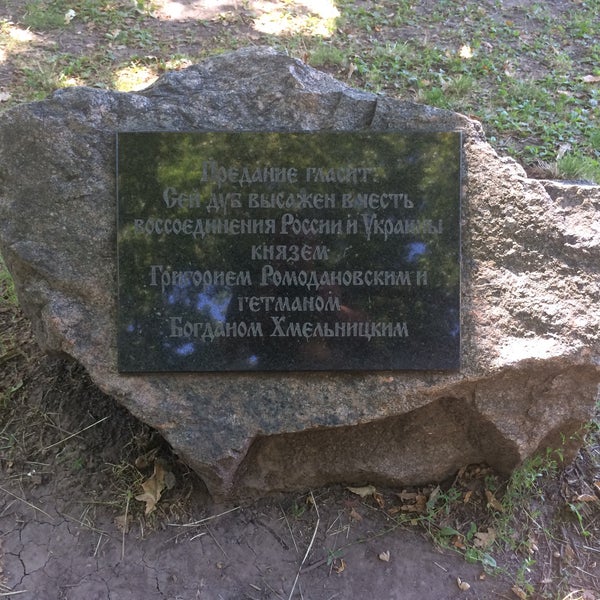 Предание гласит:
Сей дуб высажен в честь
воссоединения России и Украины
князем
Григорием Ромодановским и
гетманом
Богданом Хмельницким